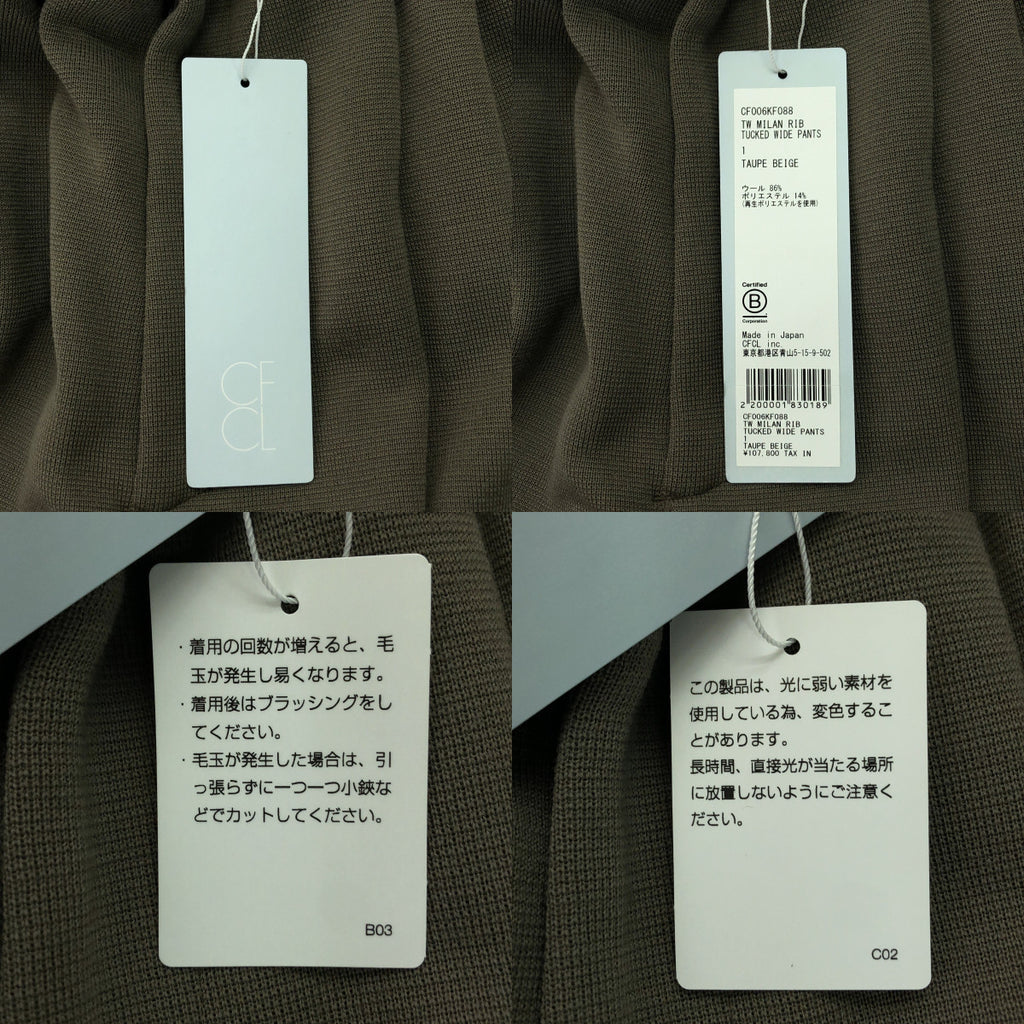 CF
CL
CF006KF088
TW MILAN RIB
TUCKED WIDE PANTS
1
TAUPE BEIGE
ウール 86%
ポリエステル 14%
(再生ポリエステルを使用)
Certified
B
Corporation
Made in Japan
CFCL inc.
東京都港区青山5-15-9-502
2200001830189
CF006KF088
TW MILAN RIB
TUCKED WIDE PANTS
1
TAUPE BEIGE
¥107,800 TAX IN
・着用の回数が増えると、毛
玉が発生し易くなります。
・着用後はブラッシングをし
てください。
・毛玉が発生した場合は、引
っ張らずに一つ一つ小鋏な
どでカットしてください。
B03
この製品は、光に弱い素材を
使用している為、変色するこ
とがあります。
長時間、直接光が当たる場所
に放置しないようにご注意く
ださい。
C02